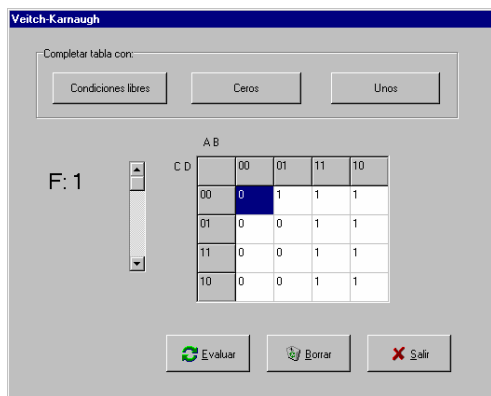 Veitch-Karnaugh
Completar tabla con:
Condiciones libres Ceros Unos
A B
F: 1
C D 00 01 11 10
00 0 1 1 1
01 0 0 1 1
11 0 0 1 1
10 0 0 1 1
Evaluar Borrar Salir